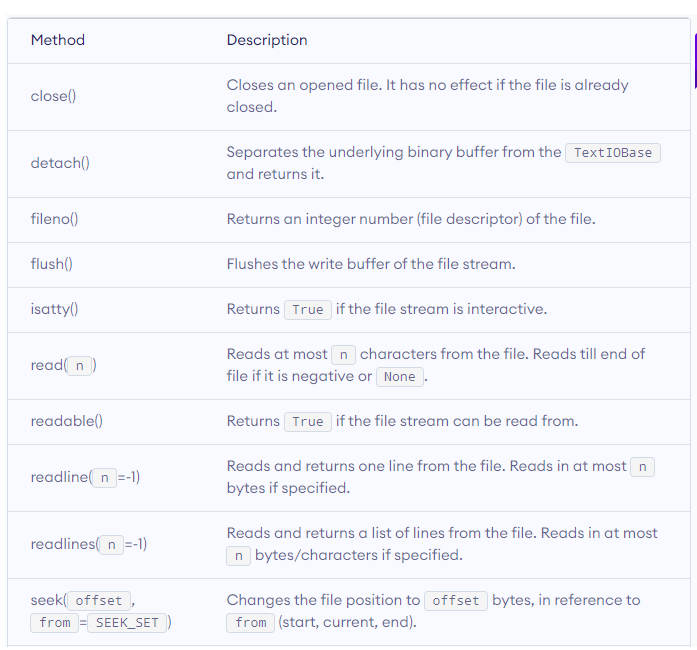 Method Description
close() Closes an opened file. It has no effect if the file is already
closed.
detach() Separates the underlying binary buffer from the TextIOBase
and returns it.
fileno() Returns an integer number (file descriptor) of the file.
flush() Flushes the write buffer of the file stream.
isatty() Returns True if the file stream is interactive.
read( n ) Reads at most n characters from the file. Reads till end of
file if it is negative or None .
readable() Returns True if the file stream can be read from.
readline( n =-1) Reads and returns one line from the file. Reads in at most n
bytes if specified.
readlines( n =-1) Reads and returns a list of lines from the file. Reads in at most
n bytes/characters if specified.
seek( offset , Changes the file position to offset bytes, in reference to
from = SEEK_SET ) from (start, current, end).